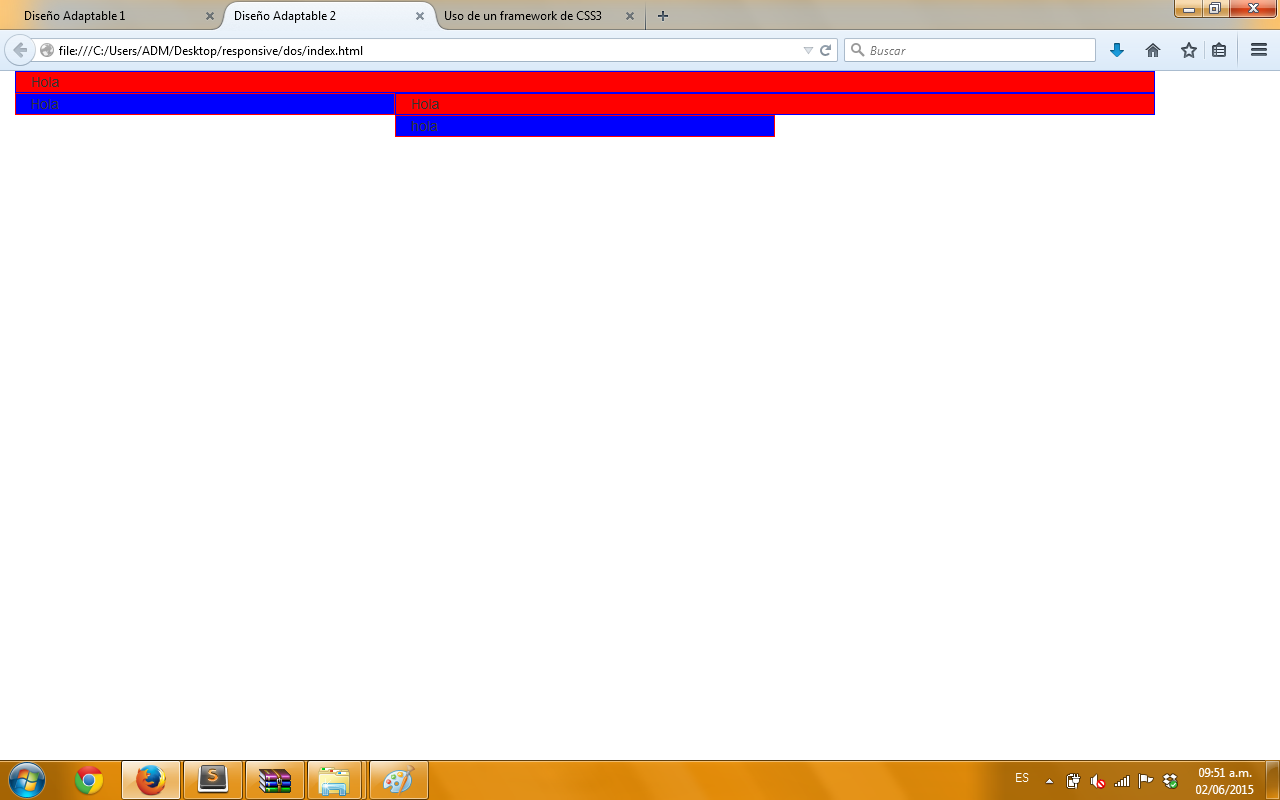 Diseño Adaptable 1
Diseño Adaptable 2
Uso de un framework de CSS3
file:///C:/Users/ADM/Desktop/responsive/dos/index.html
Buscar
Hola
Hola
Hola
hola
S
ES
09:51 a.m.
02/06/2015